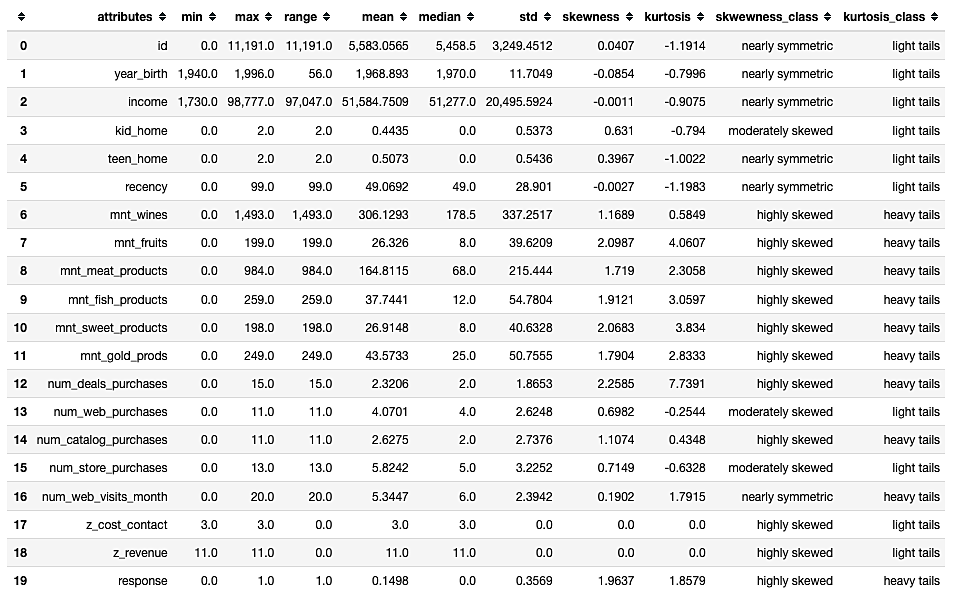 attributes min max range mean median std skewness kurtosis skwewness_class kurtosis_class
0 id 0.0 11,191.0 11,191.0 5,583.0565 5,458.5 3,249.4512 0.0407 -1.1914 nearly symmetric light tails
1 year_birth 1,940.0 1,996.0 56.0 1,968.893 1,970.0 11.7049 -0.0854 -0.7996 nearly symmetric light tails
2 income 1,730.0 98,777.0 97,047.0 51,584.7509 51,277.0 20,495.5924 -0.0011 -0.9075 nearly symmetric light tails
3 kid_home 0.0 2.0 2.0 0.4435 0.0 0.5373 0.631 -0.794 moderately skewed light tails
4 teen_home 0.0 2.0 2.0 0.5073 0.0 0.5436 0.3967 -1.0022 nearly symmetric light tails
5 recency 0.0 99.0 99.0 49.0692 49.0 28.901 -0.0027 -1.1983 nearly symmetric light tails
6 mnt_wines 0.0 1,493.0 1,493.0 306.1293 178.5 337.2517 1.1689 0.5849 highly skewed heavy tails
7 mnt_fruits 0.0 199.0 199.0 26.326 8.0 39.6209 2.0987 4.0607 highly skewed heavy tails
8 mnt_meat_products 0.0 984.0 984.0 164.8115 68.0 215.444 1.719 2.3058 highly skewed heavy tails
9 mnt_fish_products 0.0 259.0 259.0 37.7441 12.0 54.7804 1.9121 3.0597 highly skewed heavy tails
10 mnt_sweet_products 0.0 198.0 198.0 26.9148 8.0 40.6328 2.0683 3.834 highly skewed heavy tails
11 mnt_gold_prods 0.0 249.0 249.0 43.5733 25.0 50.7555 1.7904 2.8333 highly skewed heavy tails
12 num_deals_purchases 0.0 15.0 15.0 2.3206 2.0 1.8653 2.2585 7.7391 highly skewed heavy tails
13 num_web_purchases 0.0 11.0 11.0 4.0701 4.0 2.6248 0.6982 -0.2544 moderately skewed light tails
14 num_catalog_purchases 0.0 11.0 11.0 2.6275 2.0 2.7376 1.1074 0.4348 highly skewed heavy tails
15 num_store_purchases 0.0 13.0 13.0 5.8242 5.0 3.2252 0.7149 -0.6328 moderately skewed light tails
16 num_web_visits_month 0.0 20.0 20.0 5.3447 6.0 2.3942 0.1902 1.7915 nearly symmetric heavy tails
17 z_cost_contact 3.0 3.0 0.0 3.0 3.0 0.0 0.0 0.0 highly skewed light tails
18 z_revenue 11.0 11.0 0.0 11.0 11.0 0.0 0.0 0.0 highly skewed light tails
19 response 0.0 1.0 1.0 0.1498 0.0 0.3569 1.9637 1.8579 highly skewed heavy tails